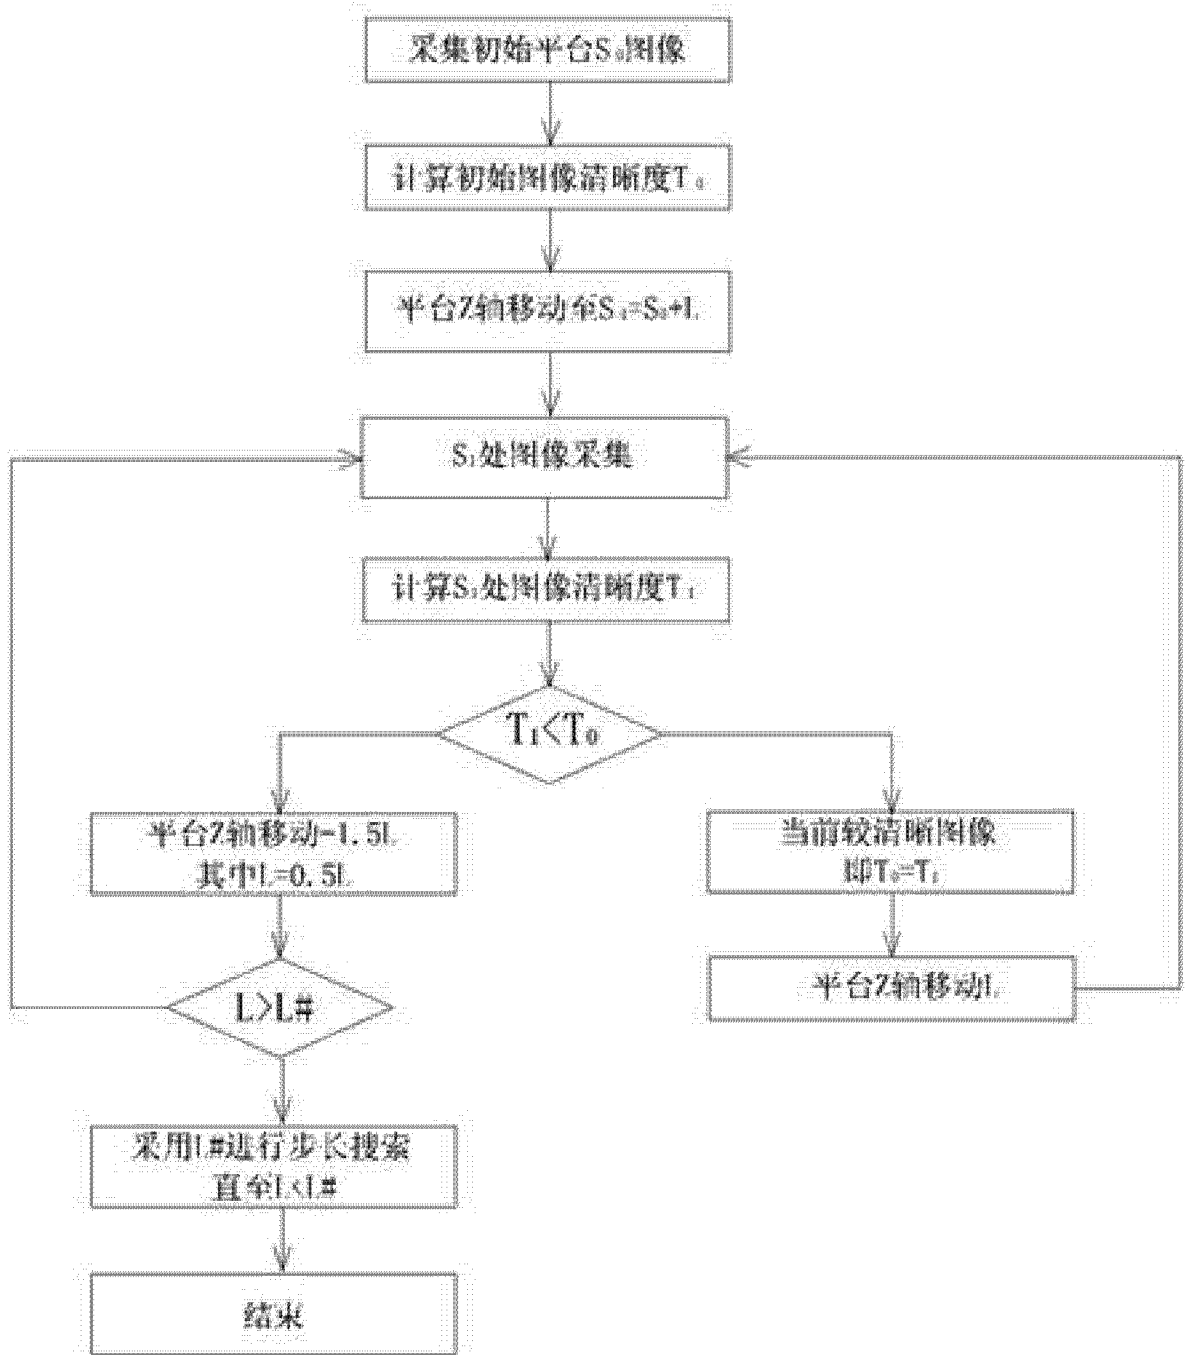 采集初始平台S₀图像
计算初始图像清晰度T₀
平台Z轴移动至S₁=S₀+L
S₁处图像采集
计算S₁处图像清晰度T₁
T₁<T₀
平台Z轴移动-1.5L
其中L=0.5L
当前较清晰图像
即T₀=T₁
平台Z轴移动L
L>L#
采用L#进行步长搜索
直至L<L#
结束